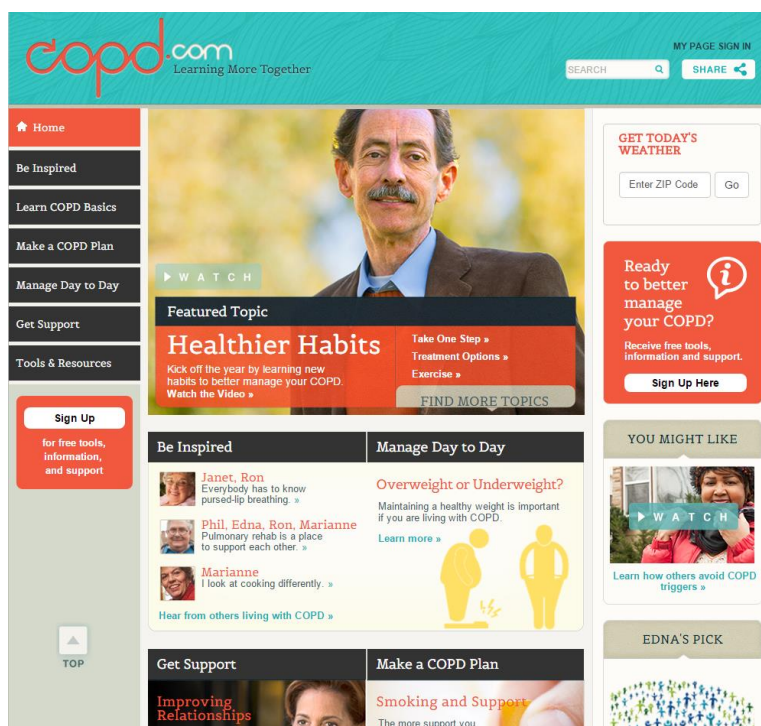 copd.com
Learning More Together
MY PAGE SIGN IN
SEARCH
SHARE
Home
Be Inspired
Learn COPD Basics
Make a COPD Plan
Manage Day to Day
Get Support
Tools & Resources
Sign Up
for free tools,
information,
and support
TOP
WATCH
Featured Topic
Healthier Habits
Kick off the year by learning new
habits to better manage your COPD.
Watch the Video »
Take One Step »
Treatment Options »
Exercise »
FIND MORE TOPICS
Be Inspired
Janet, Ron
Everybody has to know
pursed-lip breathing. »
Phil, Edna, Ron, Marianne
Pulmonary rehab is a place
to support each other. »
Marianne
I look at cooking differently. »
Hear from others living with COPD »
Manage Day to Day
Overweight or Underweight?
Maintaining a healthy weight is important
if you are living with COPD.
Learn more »
Get Support
Improving
Relationships
Make a COPD Plan
Smoking and Support
The more support you
GET TODAY'S
WEATHER
Enter ZIP Code
Go
Ready
to better
manage
your COPD?
Receive free tools,
information and support.
Sign Up Here
YOU MIGHT LIKE
WATCH
Learn how others avoid COPD
triggers »
EDNA'S PICK